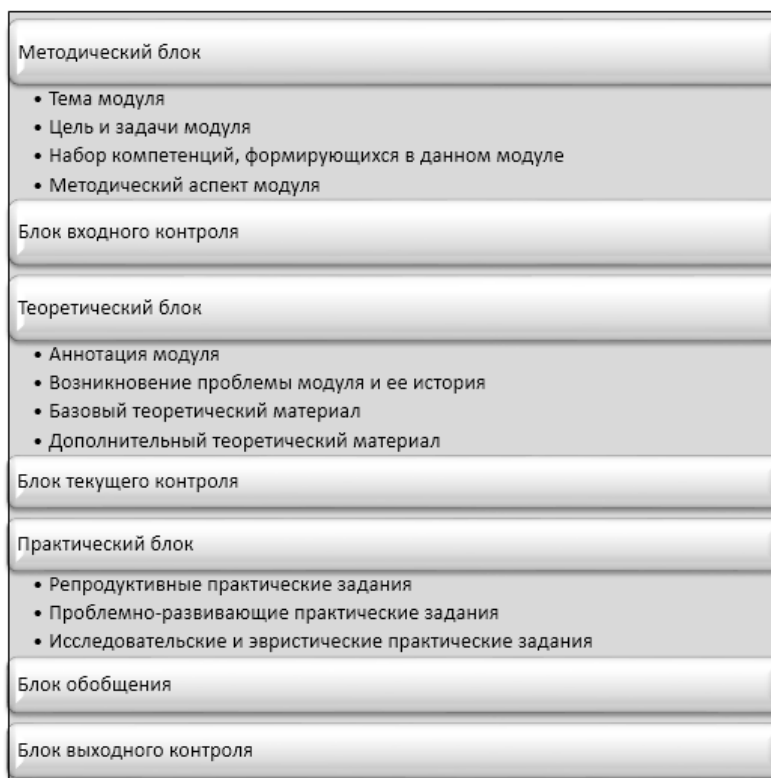 Методический блок
• Тема модуля
• Цель и задачи модуля
• Набор компетенций, формирующихся в данном модуле
• Методический аспект модуля
Блок входного контроля
Теоретический блок
• Аннотация модуля
• Возникновение проблемы модуля и ее история
• Базовый теоретический материал
• Дополнительный теоретический материал
Блок текущего контроля
Практический блок
• Репродуктивные практические задания
• Проблемно-развивающие практические задания
• Исследовательские и эвристические практические задания
Блок обобщения
Блок выходного контроля